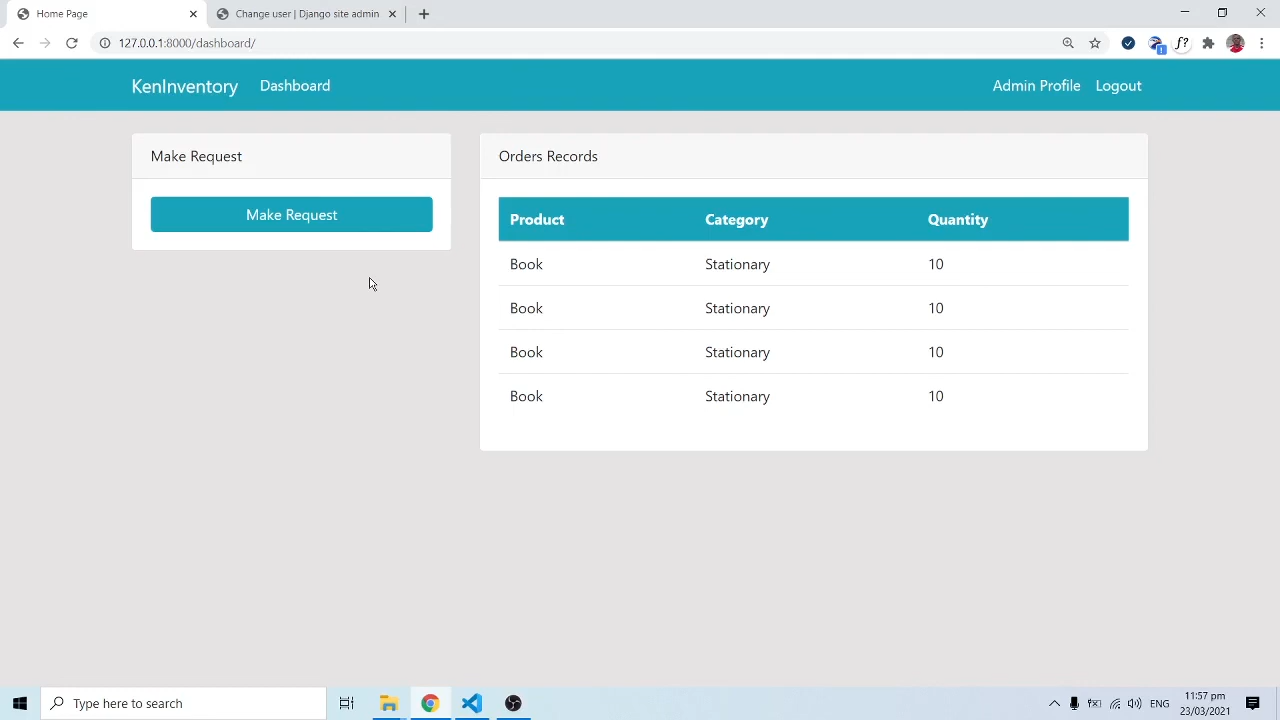 Home Page
Change user | Django site admin
127.0.0.1:8000/dashboard/
KenInventory Dashboard Admin Profile Logout
Make Request
Make Request
Orders Records
Product Category Quantity
Book Stationary 10
Book Stationary 10
Book Stationary 10
Book Stationary 10
Type here to search
ENG
11:57 pm
23/03/2021